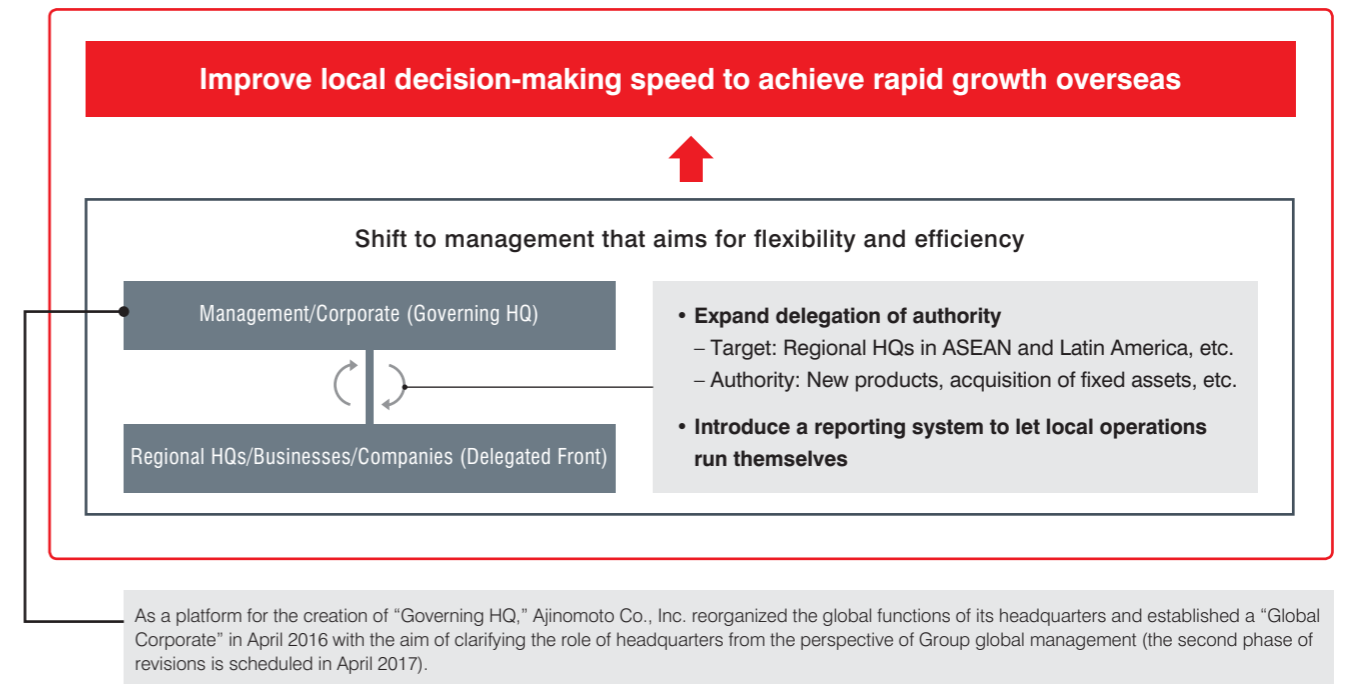 Improve local decision-making speed to achieve rapid growth overseas
Shift to management that aims for flexibility and efficiency
Management/Corporate (Governing HQ)
Regional HQs/Businesses/Companies (Delegated Front)
• Expand delegation of authority
– Target: Regional HQs in ASEAN and Latin America, etc.
– Authority: New products, acquisition of fixed assets, etc.
• Introduce a reporting system to let local operations
run themselves
As a platform for the creation of “Governing HQ,” Ajinomoto Co., Inc. reorganized the global functions of its headquarters and established a “Global
Corporate” in April 2016 with the aim of clarifying the role of headquarters from the perspective of Group global management (the second phase of
revisions is scheduled in April 2017).